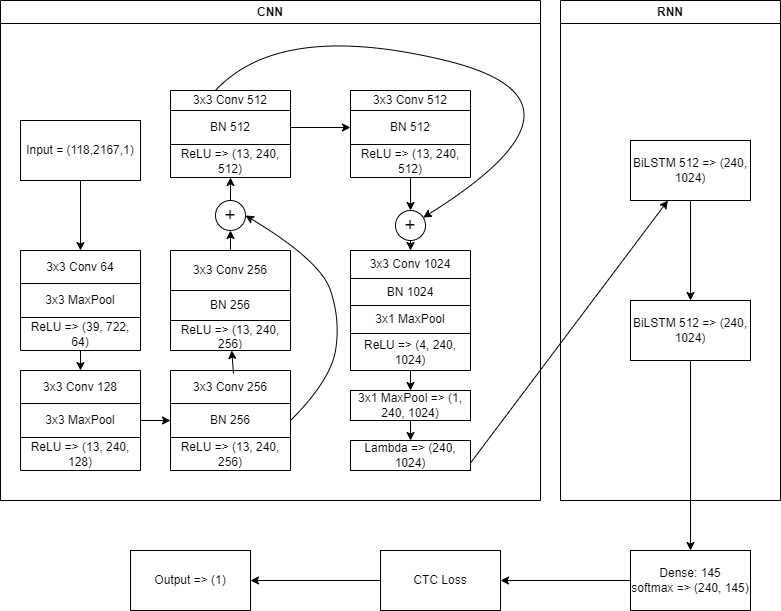 CNN
RNN
Input = (118,2167,1)
3x3 Conv 64
3x3 MaxPool
ReLU => (39, 722,
64)
3x3 Conv 128
3x3 MaxPool
ReLU => (13, 240,
128)
3x3 Conv 256
BN 256
ReLU => (13, 240,
256)
3x3 Conv 256
BN 256
ReLU => (13, 240,
256)
+
3x3 Conv 512
BN 512
ReLU => (13, 240,
512)
3x3 Conv 512
BN 512
ReLU => (13, 240,
512)
+
3x3 Conv 1024
BN 1024
3x1 MaxPool
ReLU => (4, 240,
1024)
3x1 MaxPool => (1,
240, 1024)
Lambda => (240,
1024)
BiLSTM 512 => (240,
1024)
BiLSTM 512 => (240,
1024)
Dense: 145
softmax => (240, 145)
CTC Loss
Output => (1)